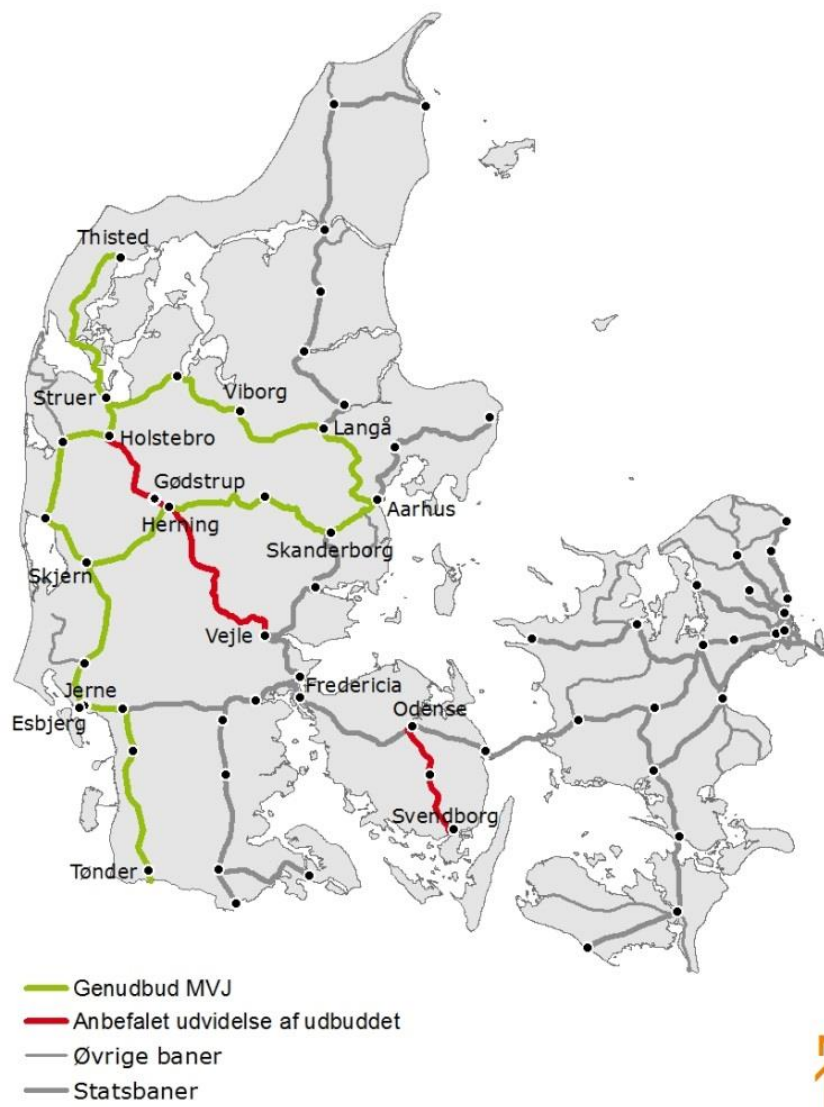 Thisted
Struer
Viborg
Holstebro
Langå
Gødstrup
Herning
Aarhus
Skanderborg
Skjern
Vejle
Jerne
Fredericia
Esbjerg
Odense
Svendborg
Tønder
Genudbud MVJ
Anbefalet udvidelse af udbuddet
Øvrige baner
Statsbaner